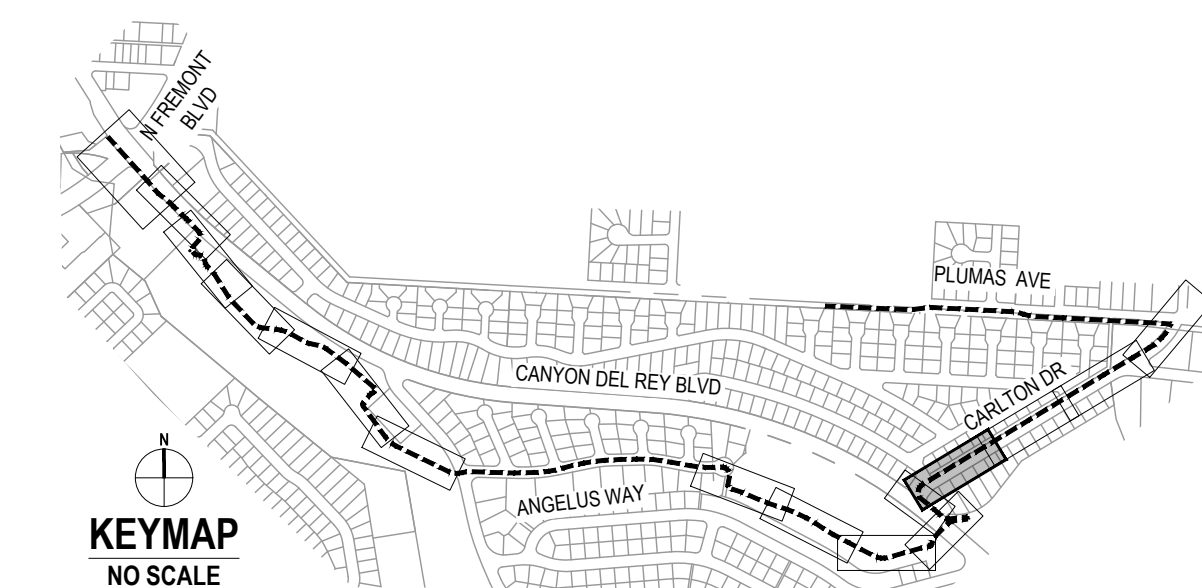 N FREMONT
BLVD
PLUMAS AVE
CANYON DEL REY BLVD
CARLTON DR
ANGELUS WAY
N
KEYMAP
NO SCALE